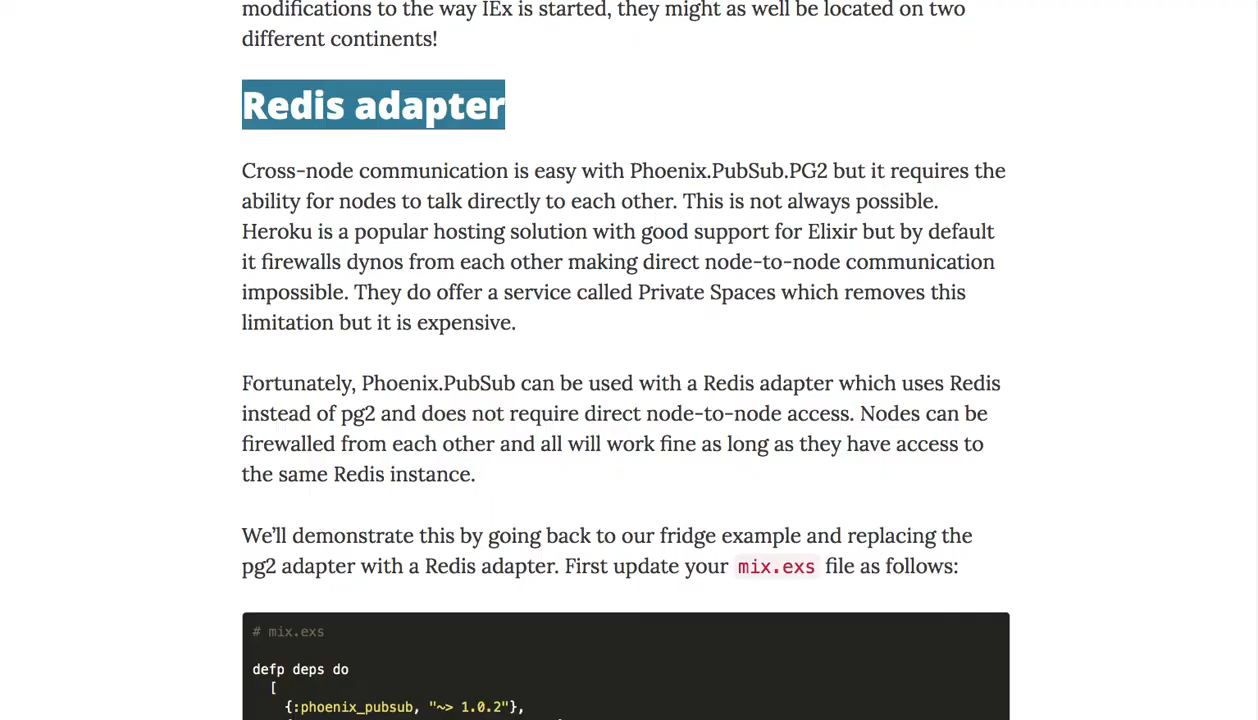 modifications to the way IEx is started, they might as well be located on two
different continents!
Redis adapter
Cross-node communication is easy with Phoenix.PubSub.PG2 but it requires the
ability for nodes to talk directly to each other. This is not always possible.
Heroku is a popular hosting solution with good support for Elixir but by default
it firewalls dynos from each other making direct node-to-node communication
impossible. They do offer a service called Private Spaces which removes this
limitation but it is expensive.
Fortunately, Phoenix.PubSub can be used with a Redis adapter which uses Redis
instead of pg2 and does not require direct node-to-node access. Nodes can be
firewalled from each other and all will work fine as long as they have access to
the same Redis instance.
We’ll demonstrate this by going back to our fridge example and replacing the
pg2 adapter with a Redis adapter. First update your mix.exs file as follows:
# mix.exs
defp deps do
[
{:phoenix_pubsub, "~> 1.0.2"},